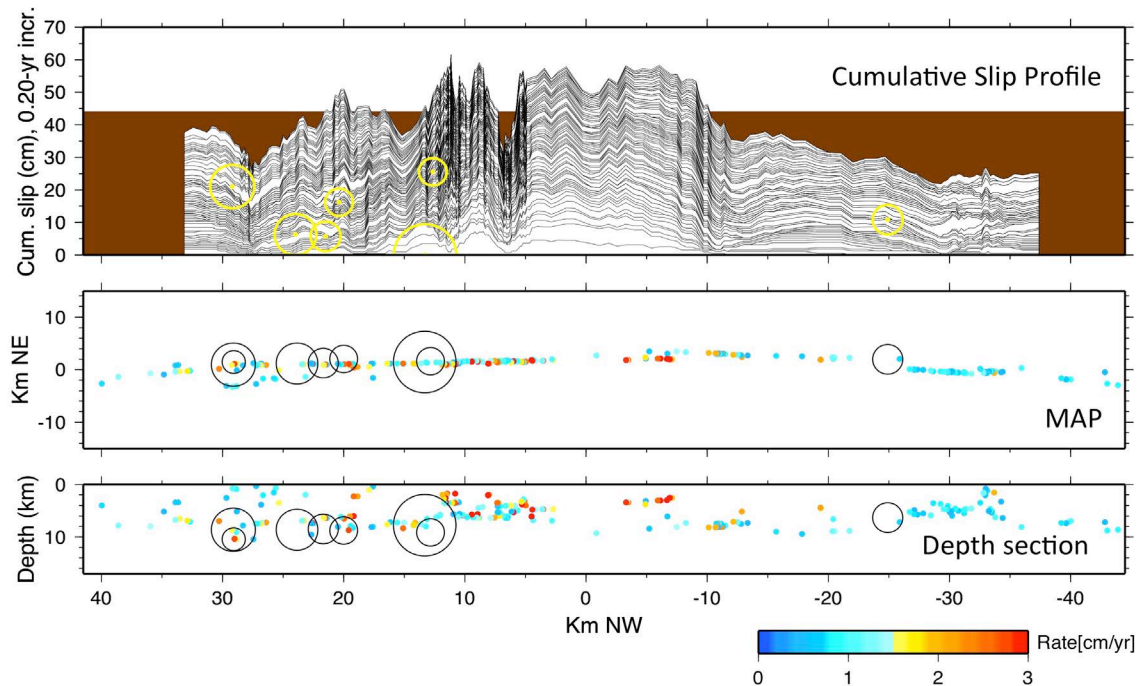 70
60
50
40
30
20
10
0
Cum. slip (cm), 0.20-yr incr.
Cumulative Slip Profile
10
0
-10
Km NE
MAP
0
10
Depth (km)
Depth section
40 30 20 10 0 -10 -20 -30 -40
Km NW
Rate[cm/yr]
0 1 2 3